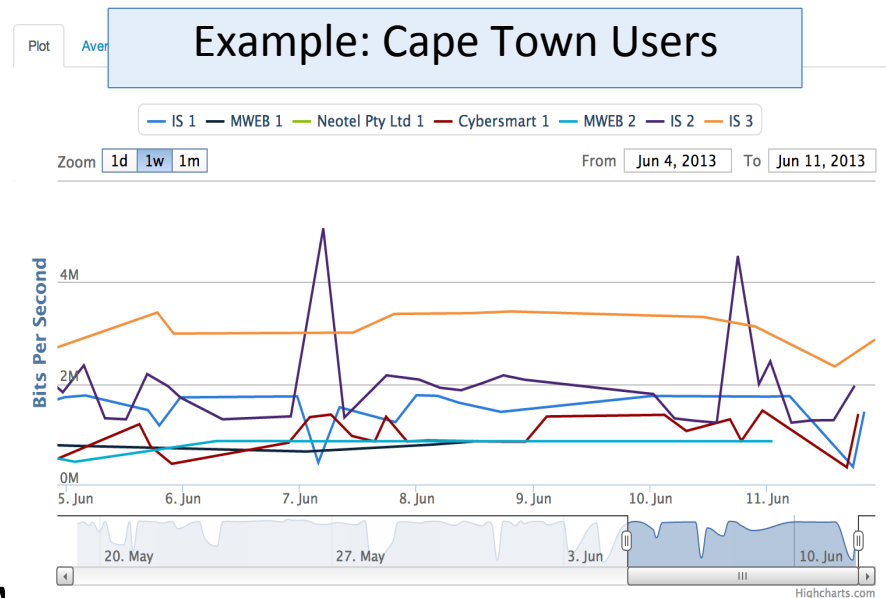 Example: Cape Town Users
Plot Aver
IS 1 MWEB 1 Neotel Pty Ltd 1 Cybersmart 1 MWEB 2 IS 2 IS 3
Zoom 1d 1w 1m From Jun 4, 2013 To Jun 11, 2013
Bits Per Second
4M
2M
0M
5. Jun 6. Jun 7. Jun 8. Jun 9. Jun 10. Jun 11. Jun
20. May 27. May 3. Jun 10. Jun
Highcharts.com